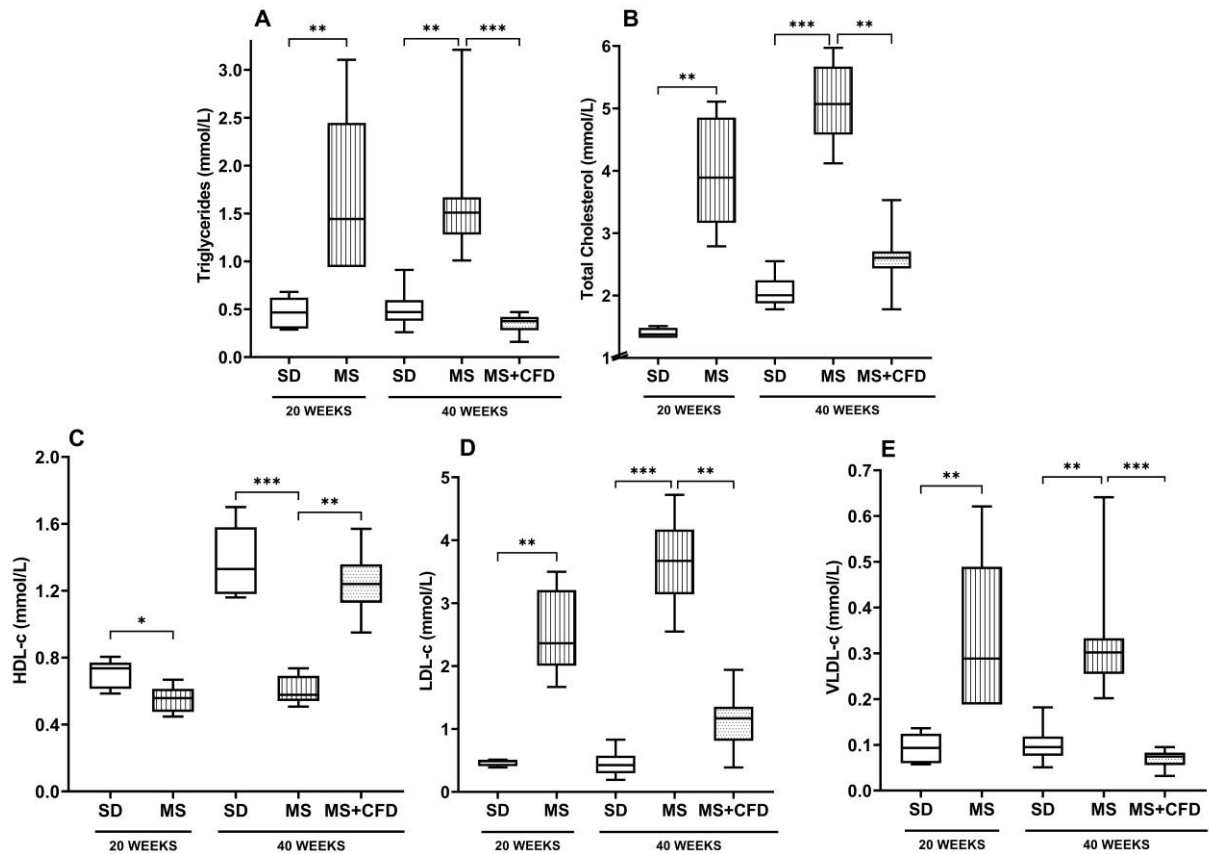 A
Triglycerides (mmol/L)
** ** ***
3.0
2.5
2.0
1.5
1.0
0.5
0.0
SD MS SD MS MS+CFD
20 WEEKS 40 WEEKS
B
Total Cholesterol (mmol/L)
** *** **
6
5
4
3
2
1
SD MS SD MS MS+CFD
20 WEEKS 40 WEEKS
C
HDL-c (mmol/L)
* *** **
2.0
1.6
1.2
0.8
0.4
0.0
SD MS SD MS MS+CFD
20 WEEKS 40 WEEKS
D
LDL-c (mmol/L)
** *** **
5
4
3
2
1
0
SD MS SD MS MS+CFD
20 WEEKS 40 WEEKS
E
VLDL-c (mmol/L)
** ** ***
0.7
0.6
0.5
0.4
0.3
0.2
0.1
0.0
SD MS SD MS MS+CFD
20 WEEKS 40 WEEKS